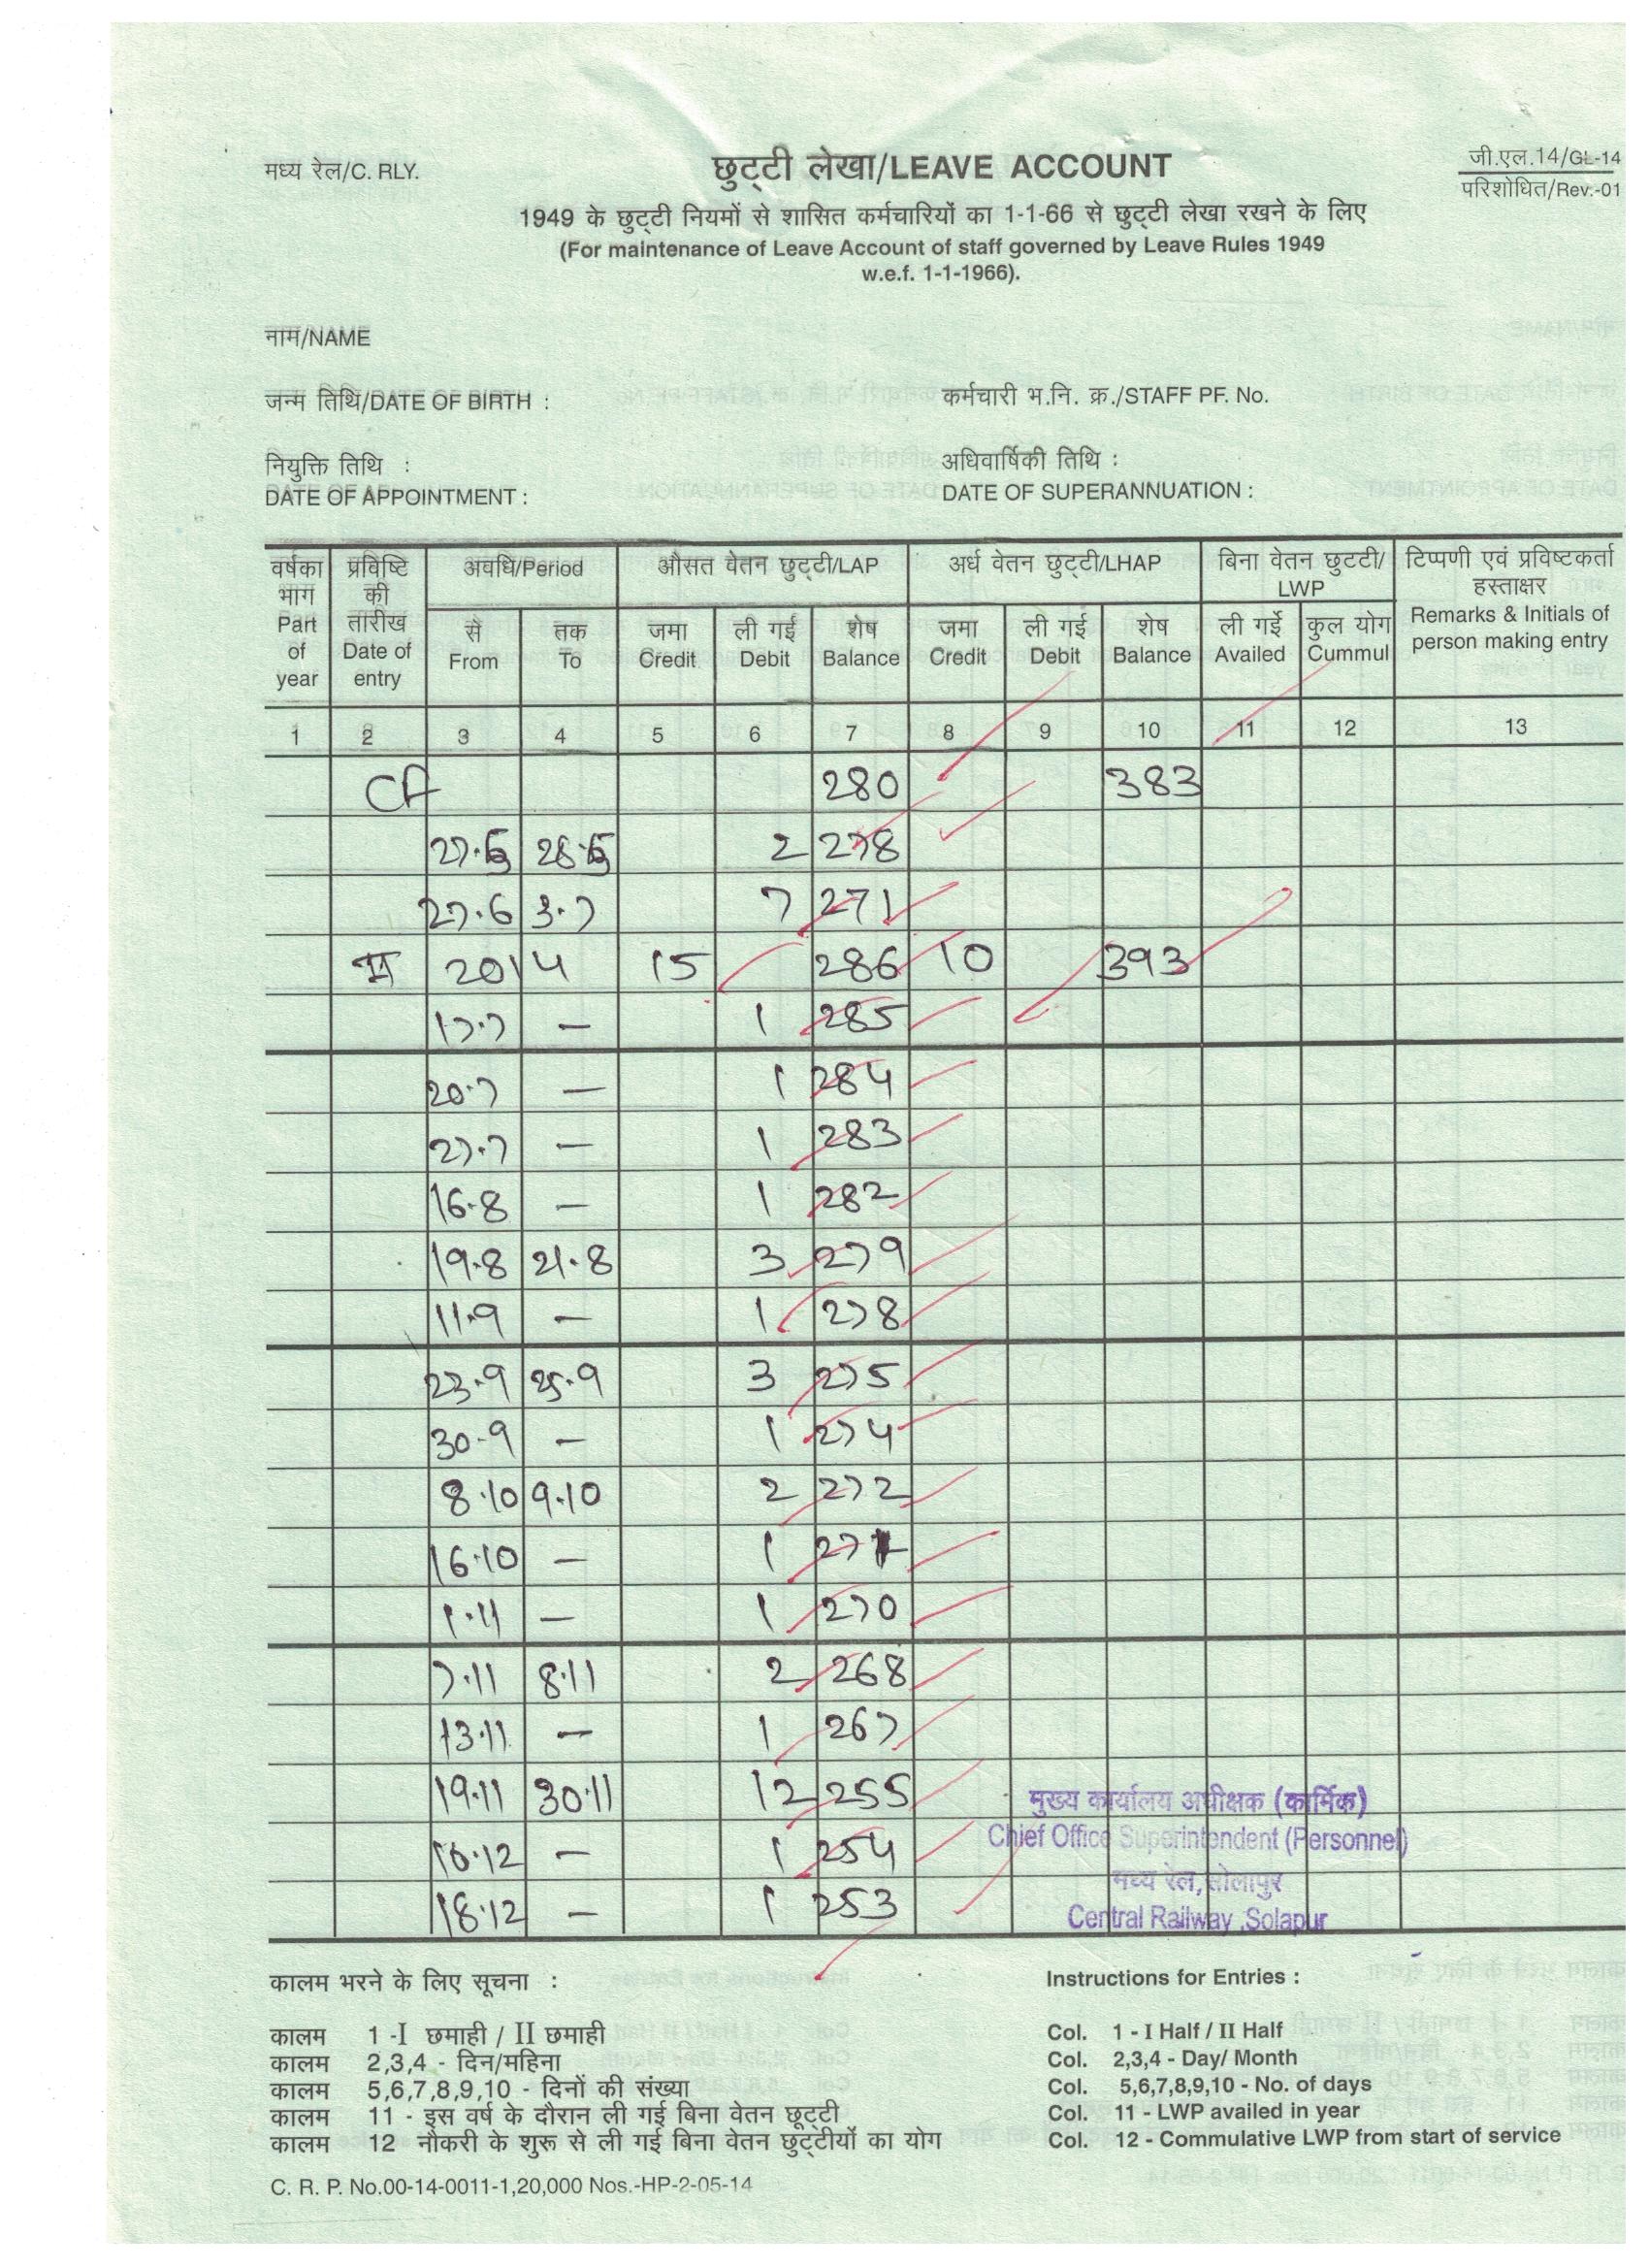 मध्य रेल/C. RLY.
छुट्टी लेखा/LEAVE ACCOUNT
जी.एल.14/GL-14
परिशोधित/Rev.-01
1949 के छुट्टी नियमों से शासित कर्मचारियों का 1-1-66 से छुट्टी लेखा रखने के लिए
(For maintenance of Leave Account of staff governed by Leave Rules 1949
w.e.f. 1-1-1966).
नाम/NAME
जन्म तिथि/DATE OF BIRTH : कर्मचारी भ.नि. क्र./STAFF PF. No.
नियुक्ति तिथि : अधिवार्षिकी तिथि :
DATE OF APPOINTMENT : DATE OF SUPERANNUATION :
वर्षका भाग Part of year
प्रविष्टि की तारीख Date of entry
अवधि/Period
औसत वेतन छुट्टी/LAP
अर्ध वेतन छुट्टी/LHAP
बिना वेतन छुटटी/LWP
टिप्पणी एवं प्रविष्टकर्ता हस्ताक्षर
Remarks & Initials of person making entry
से From
तक To
जमा Credit
ली गई Debit
शेष Balance
जमा Credit
ली गई Debit
शेष Balance
ली गई Availed
कुल योग Cummul
1 2 3 4 5 6 7 8 9 10 11 12 13
CF 280 383
27.5 28.5 2 278
27.6 3.7 7 271
II 2014 15 286 10 393
17.7 — 1 285
20.7 — 1 284
27.7 — 1 283
16.8 — 1 282
19.8 21.8 3 279
11.9 — 1 278
23.9 25.9 3 275
30.9 — 1 274
8.10 9.10 2 272
16.10 — 1 271
1.11 — 1 270
7.11 8.11 2 268
13.11 — 1 267
19.11 30.11 12 255
— 1 254
18.12 — 1 253
मुख्य कार्यालय अधीक्षक (कार्मिक)
Chief Office Superintendent (Personnel)
मध्य रेल, सोलापुर
Central Railway, Solapur
कालम भरने के लिए सूचना : Instructions for Entries :
कालम 1 -I छमाही / II छमाही Col. 1 - I Half / II Half
कालम 2,3,4 - दिन/महिना Col. 2,3,4 - Day/ Month
कालम 5,6,7,8,9,10 - दिनों की संख्या Col. 5,6,7,8,9,10 - No. of days
कालम 11 - इस वर्ष के दौरान ली गई बिना वेतन छूट्टी Col. 11 - LWP availed in year
कालम 12 नौकरी के शुरू से ली गई बिना वेतन छुट्टीयों का योग Col. 12 - Commulative LWP from start of service
C. R. P. No.00-14-0011-1,20,000 Nos.-HP-2-05-14